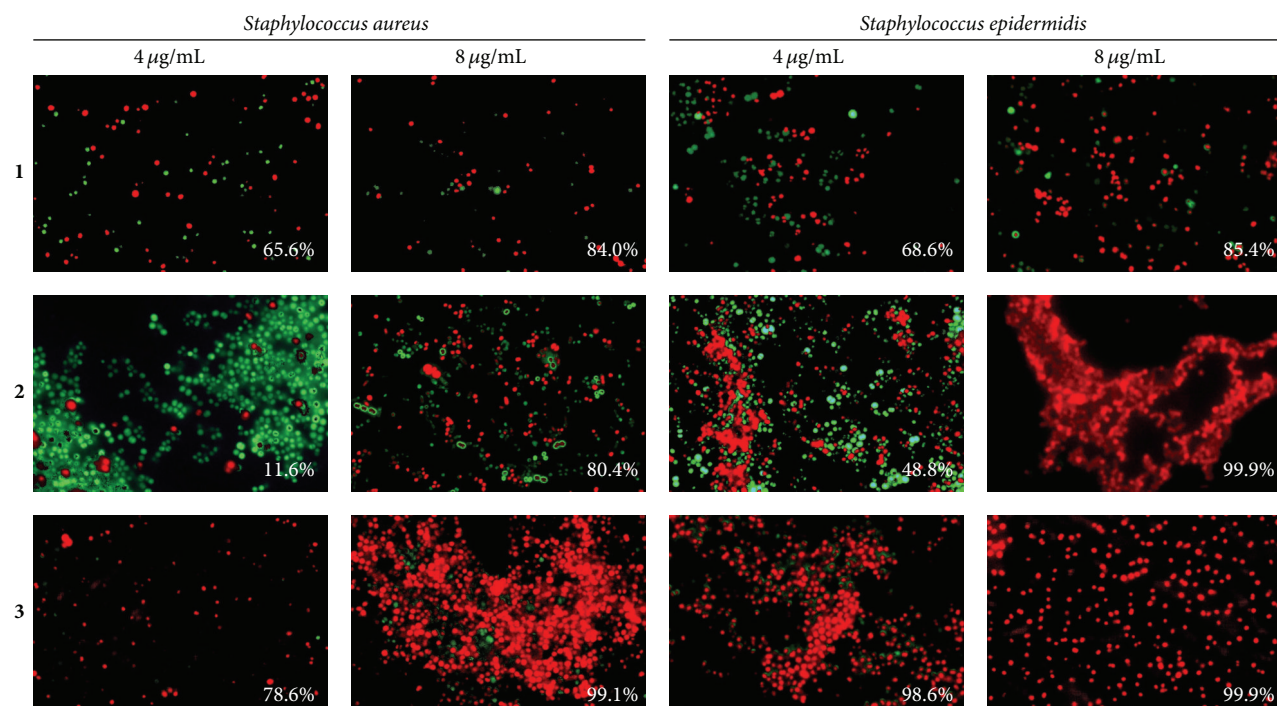 Staphylococcus aureus Staphylococcus epidermidis
4 µg/mL 8 µg/mL 4 µg/mL 8 µg/mL
1 65.6% 84.0% 68.6% 85.4%
2 11.6% 80.4% 48.8% 99.9%
3 78.6% 99.1% 98.6% 99.9%